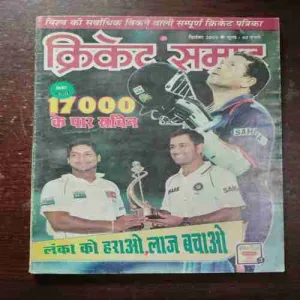 विश्व की सर्वाधिक बिकने वाली सम्पूर्ण क्रिकेट पत्रिका
क्रिकेट सम्राट
17000
के पार सचिन
लंका को हराओ, लाज बचाओ